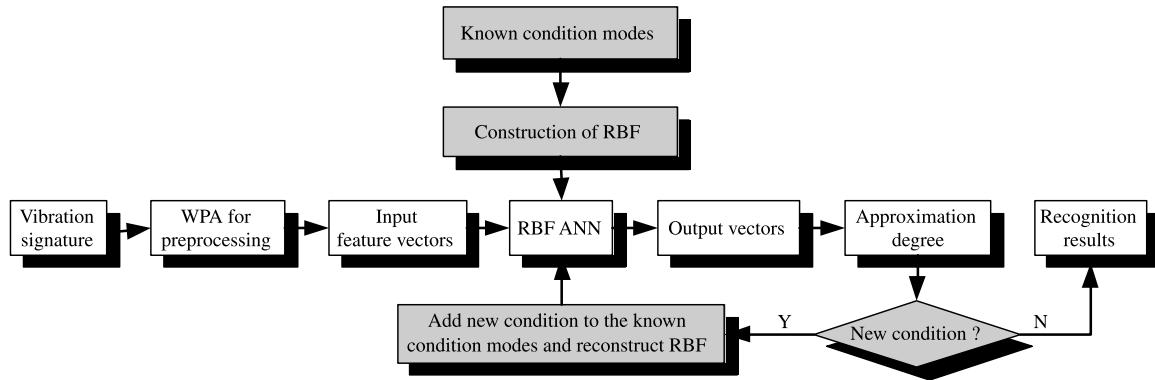 Known condition modes
Construction of RBF
Vibration
signature
WPA for
preprocessing
Input
feature vectors
RBF ANN
Output vectors
Approximation
degree
Recognition
results
Add new condition to the known
condition modes and reconstruct RBF
Y
New condition ?
N